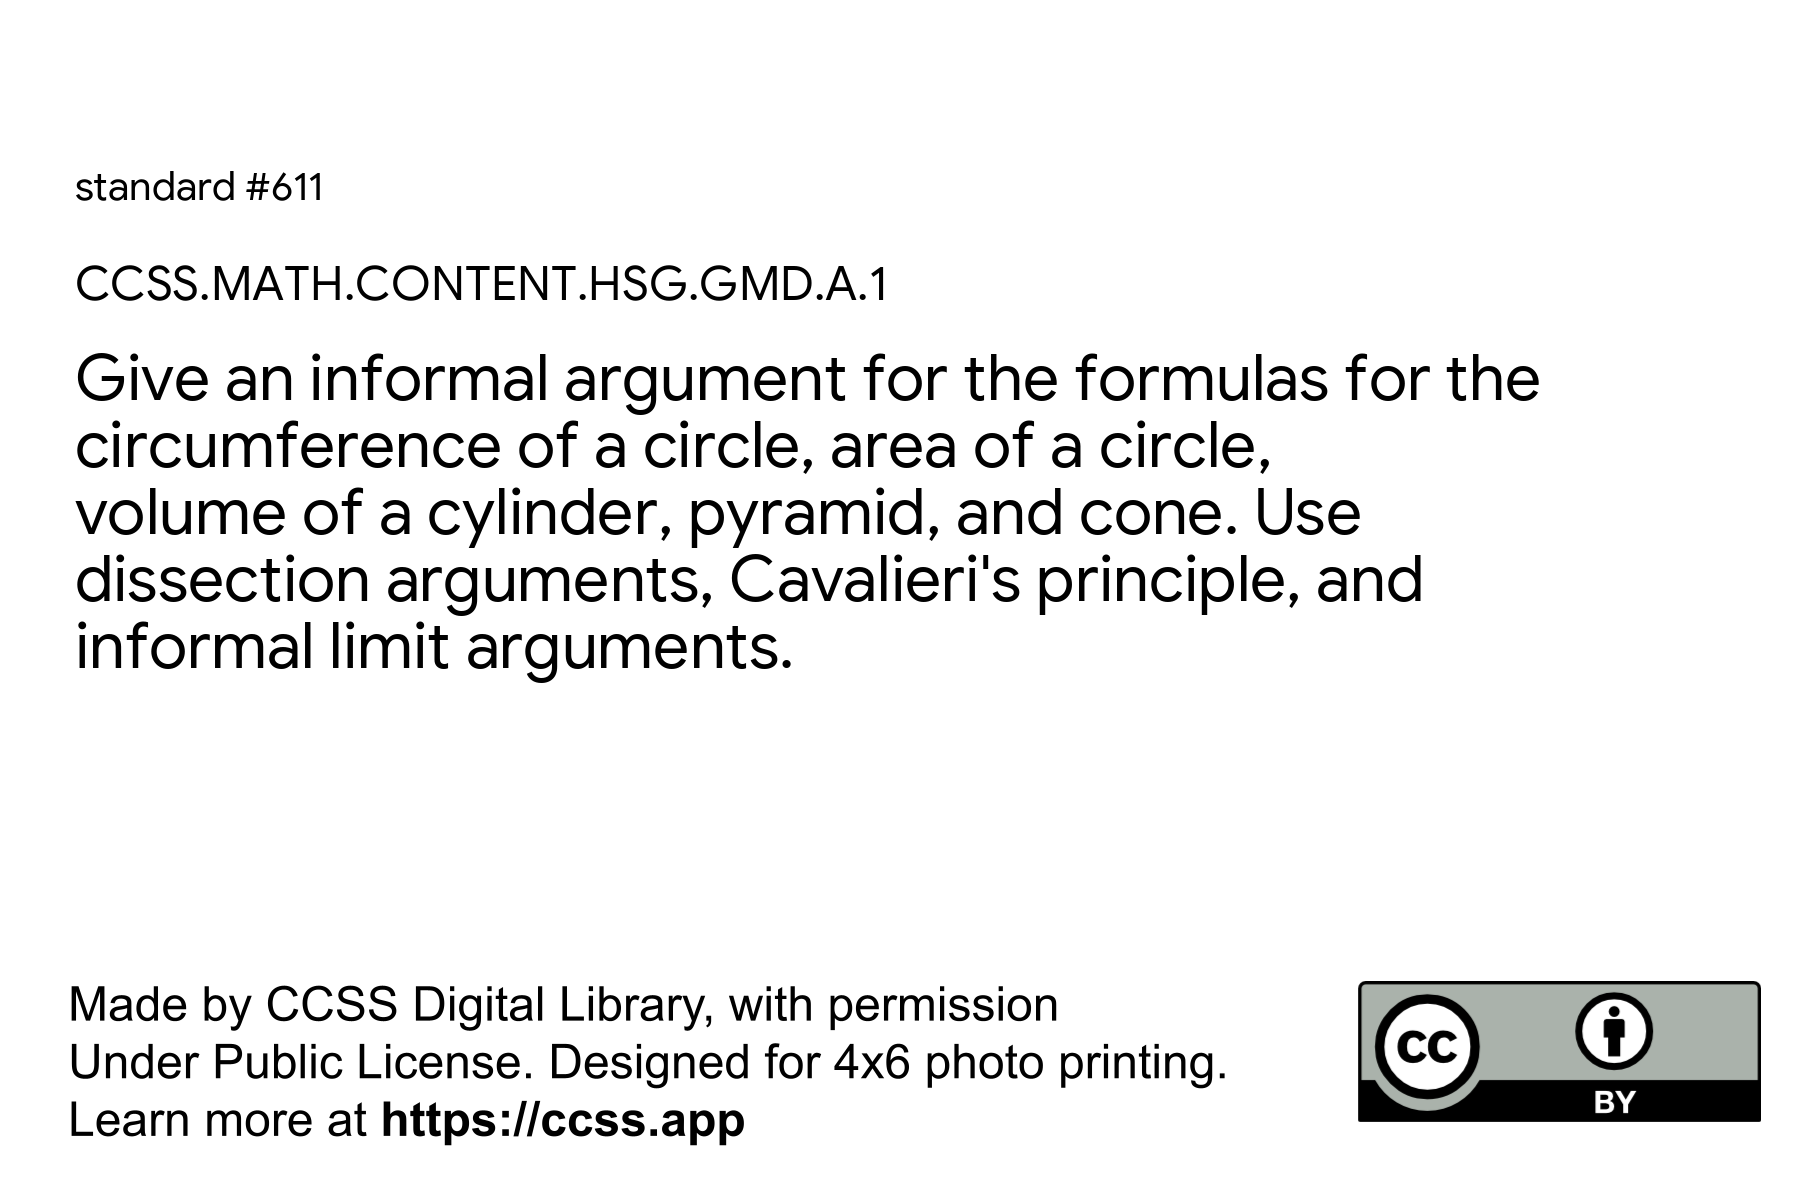 standard #611
CCSS.MATH.CONTENT.HSG.GMD.A.1
Give an informal argument for the formulas for the
circumference of a circle, area of a circle,
volume of a cylinder, pyramid, and cone. Use
dissection arguments, Cavalieri's principle, and
informal limit arguments.
Made by CCSS Digital Library, with permission
Under Public License. Designed for 4x6 photo printing.
Learn more at https://ccss.app
CC
BY